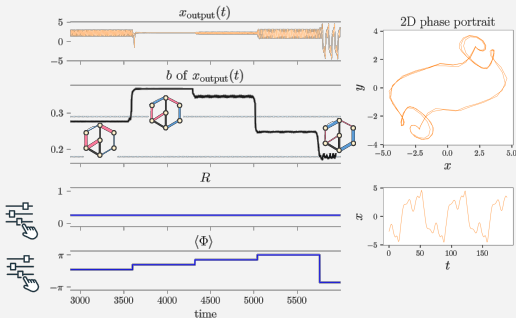 x_output(t)
5
0
−5
b of x_output(t)
0.3
0.2
R
1
0
⟨Φ⟩
π
−π
3000 3500 4000 4500 5000 5500
time
2D phase portrait
4
2
0
−2
−4
y
−5.0 −2.5 0.0 2.5 5.0
x
5
0
−5
x
0 50 100 150
t